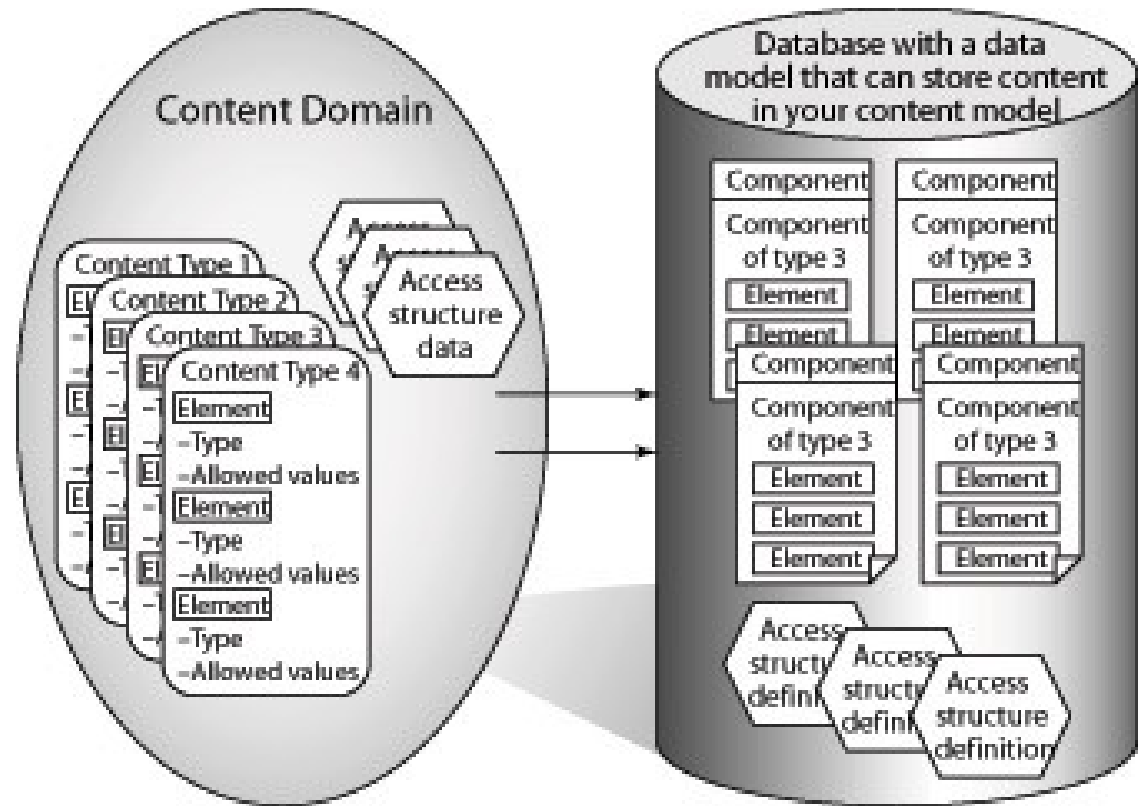 Content Domain
Content Type 1
Content Type 2
Content Type 3
Content Type 4
Element
–Type
–Allowed values
Element
–Type
–Allowed values
Element
–Type
–Allowed values
Access
structure
data
Database with a data
model that can store content
in your content model
Component
Component
of type 3
Element
Element
Component
Component
of type 3
Element
Element
Component
Component
of type 3
Element
Element
Element
Component
Component
of type 3
Element
Element
Element
Access
Access
Access
structure
definition